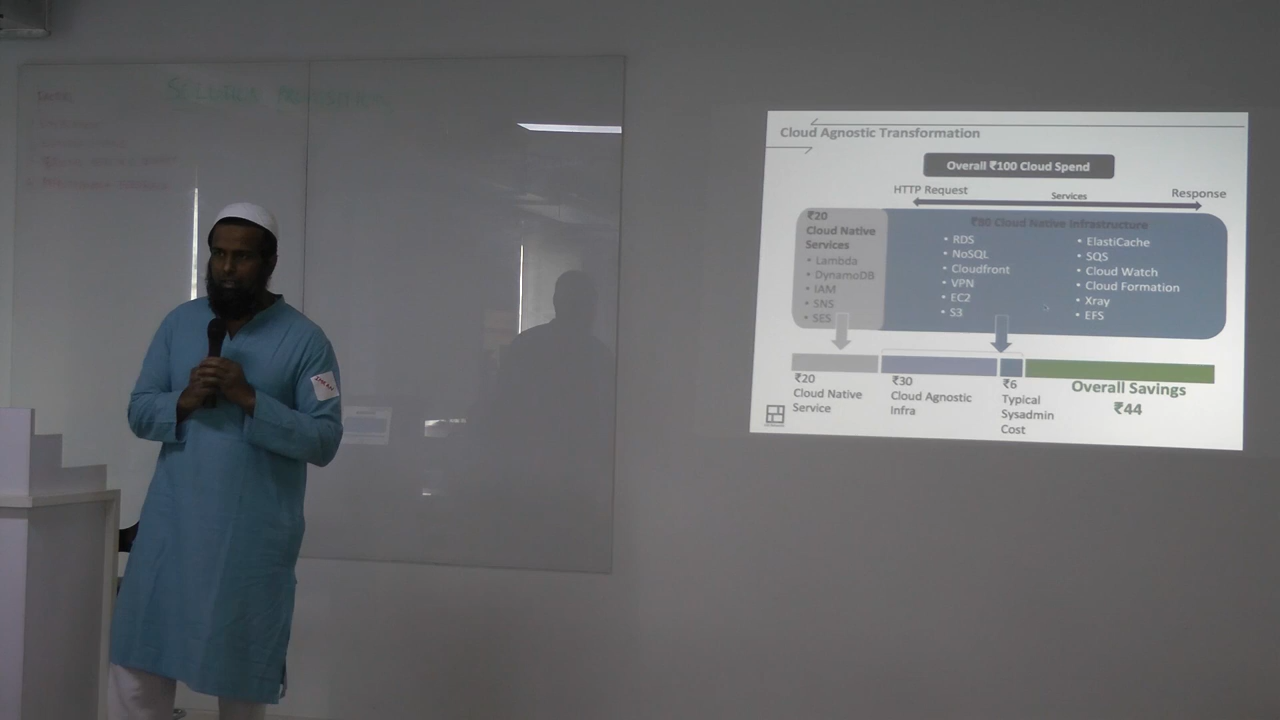 Cloud Agnostic Transformation
Overall ₹100 Cloud Spend
HTTP Request
Services
Response
₹20
Cloud Native
Services
• Lambda
• DynamoDB
• IAM
• SNS
• SES
₹80 Cloud Native Infrastructure
• RDS
• NoSQL
• Cloudfront
• VPN
• EC2
• S3
• ElastiCache
• SQS
• Cloud Watch
• Cloud Formation
• Xray
• EFS
₹20
Cloud Native
Service
₹30
Cloud Agnostic
Infra
₹6
Typical
Sysadmin
Cost
Overall Savings
₹44